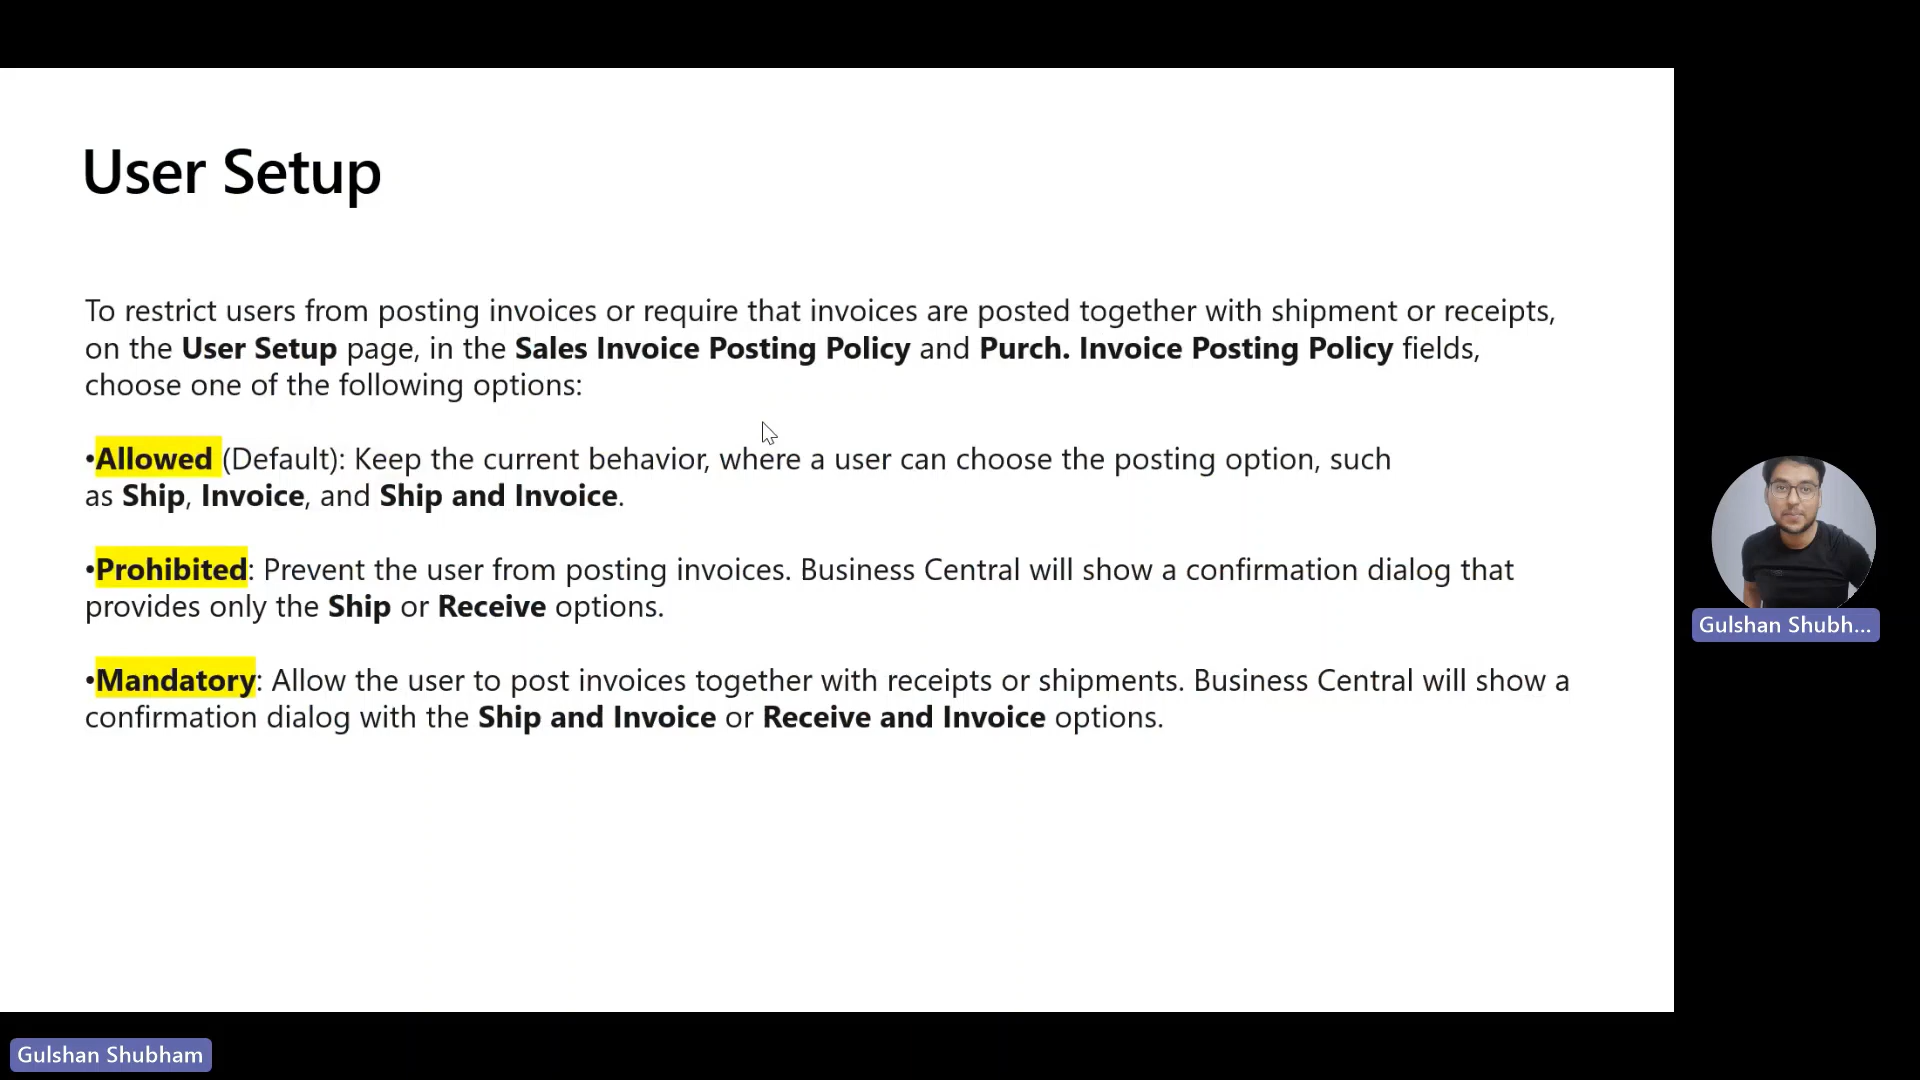 User Setup
To restrict users from posting invoices or require that invoices are posted together with shipment or receipts,
on the User Setup page, in the Sales Invoice Posting Policy and Purch. Invoice Posting Policy fields,
choose one of the following options:
•Allowed (Default): Keep the current behavior, where a user can choose the posting option, such
as Ship, Invoice, and Ship and Invoice.
•Prohibited: Prevent the user from posting invoices. Business Central will show a confirmation dialog that
provides only the Ship or Receive options.
•Mandatory: Allow the user to post invoices together with receipts or shipments. Business Central will show a
confirmation dialog with the Ship and Invoice or Receive and Invoice options.
Gulshan Shubh...
Gulshan Shubham